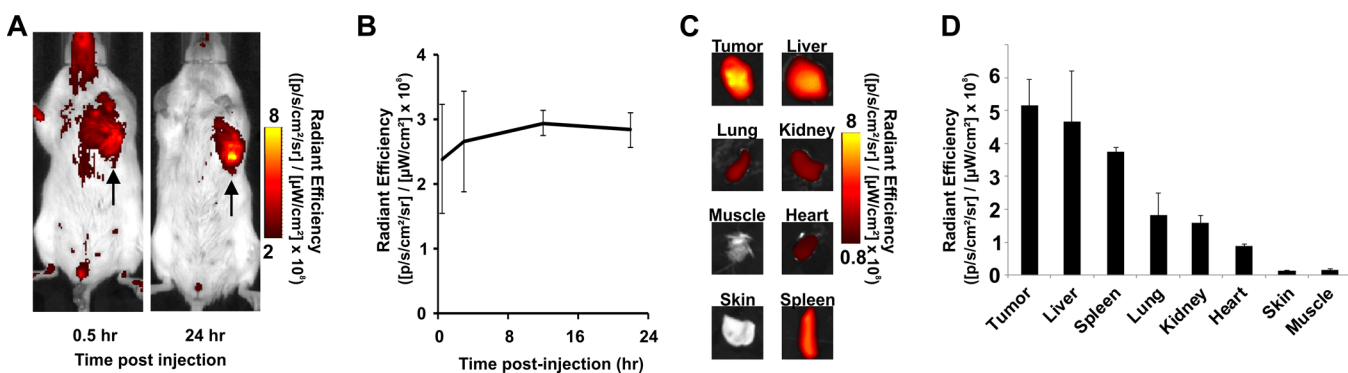 A
8
2
Radiant Efficiency
([p/s/cm²/sr] / [µW/cm²] x 10⁸)
0.5 hr
24 hr
Time post injection
B
4
3
2
1
0
0
12
24
Radiant Efficiency
([p/s/cm²/sr] / [µW/cm²] x 10⁸)
Time post-injection (hr)
C
Tumor
Liver
Lung
Kidney
Muscle
Heart
Skin
Spleen
8
0.8
Radiant Efficiency
([p/s/cm²/sr] / [µW/cm²] x 10⁸)
D
6
5
4
3
2
1
0
Radiant Efficiency
([p/s/cm²/sr] / [µW/cm²] x 10⁸)
Tumor
Liver
Spleen
Lung
Kidney
Heart
Skin
Muscle